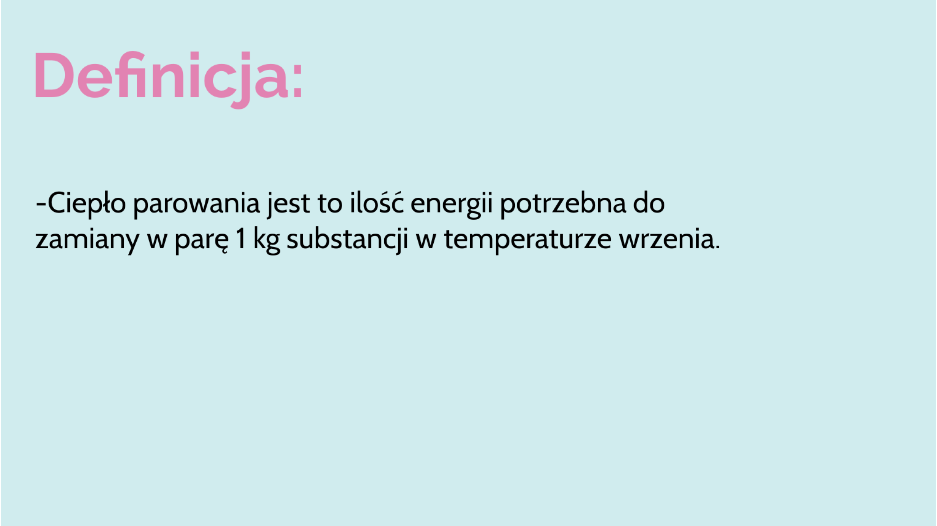 Definicja:
-Ciepło parowania jest to ilość energii potrzebna do
zamiany w parę 1 kg substancji w temperaturze wrzenia.